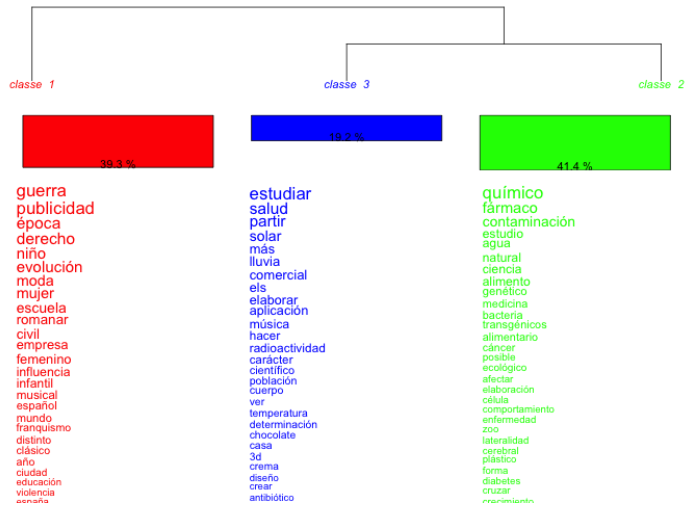 classe 1
classe 3
classe 2
39.3 %
19.2 %
41.4 %
guerra
publicidad
época
derecho
niño
evolución
moda
mujer
escuela
romanar
civil
empresa
femenino
influencia
infantil
musical
español
mundo
franquismo
distinto
clásico
año
ciudad
educación
violencia
españa
estudiar
salud
partir
solar
más
lluvia
comercial
els
elaborar
aplicación
música
hacer
radioactividad
carácter
científico
población
cuerpo
ver
temperatura
determinación
chocolate
casa
3d
crema
diseño
crear
antibiótico
químico
fármaco
contaminación
estudio
agua
natural
ciencia
alimento
genético
medicina
bacteria
transgénicos
alimentario
cáncer
posible
ecológico
afectar
elaboración
célula
comportamiento
enfermedad
zoo
lateralidad
cerebral
plástico
forma
diabetes
cruzar
crecimiento